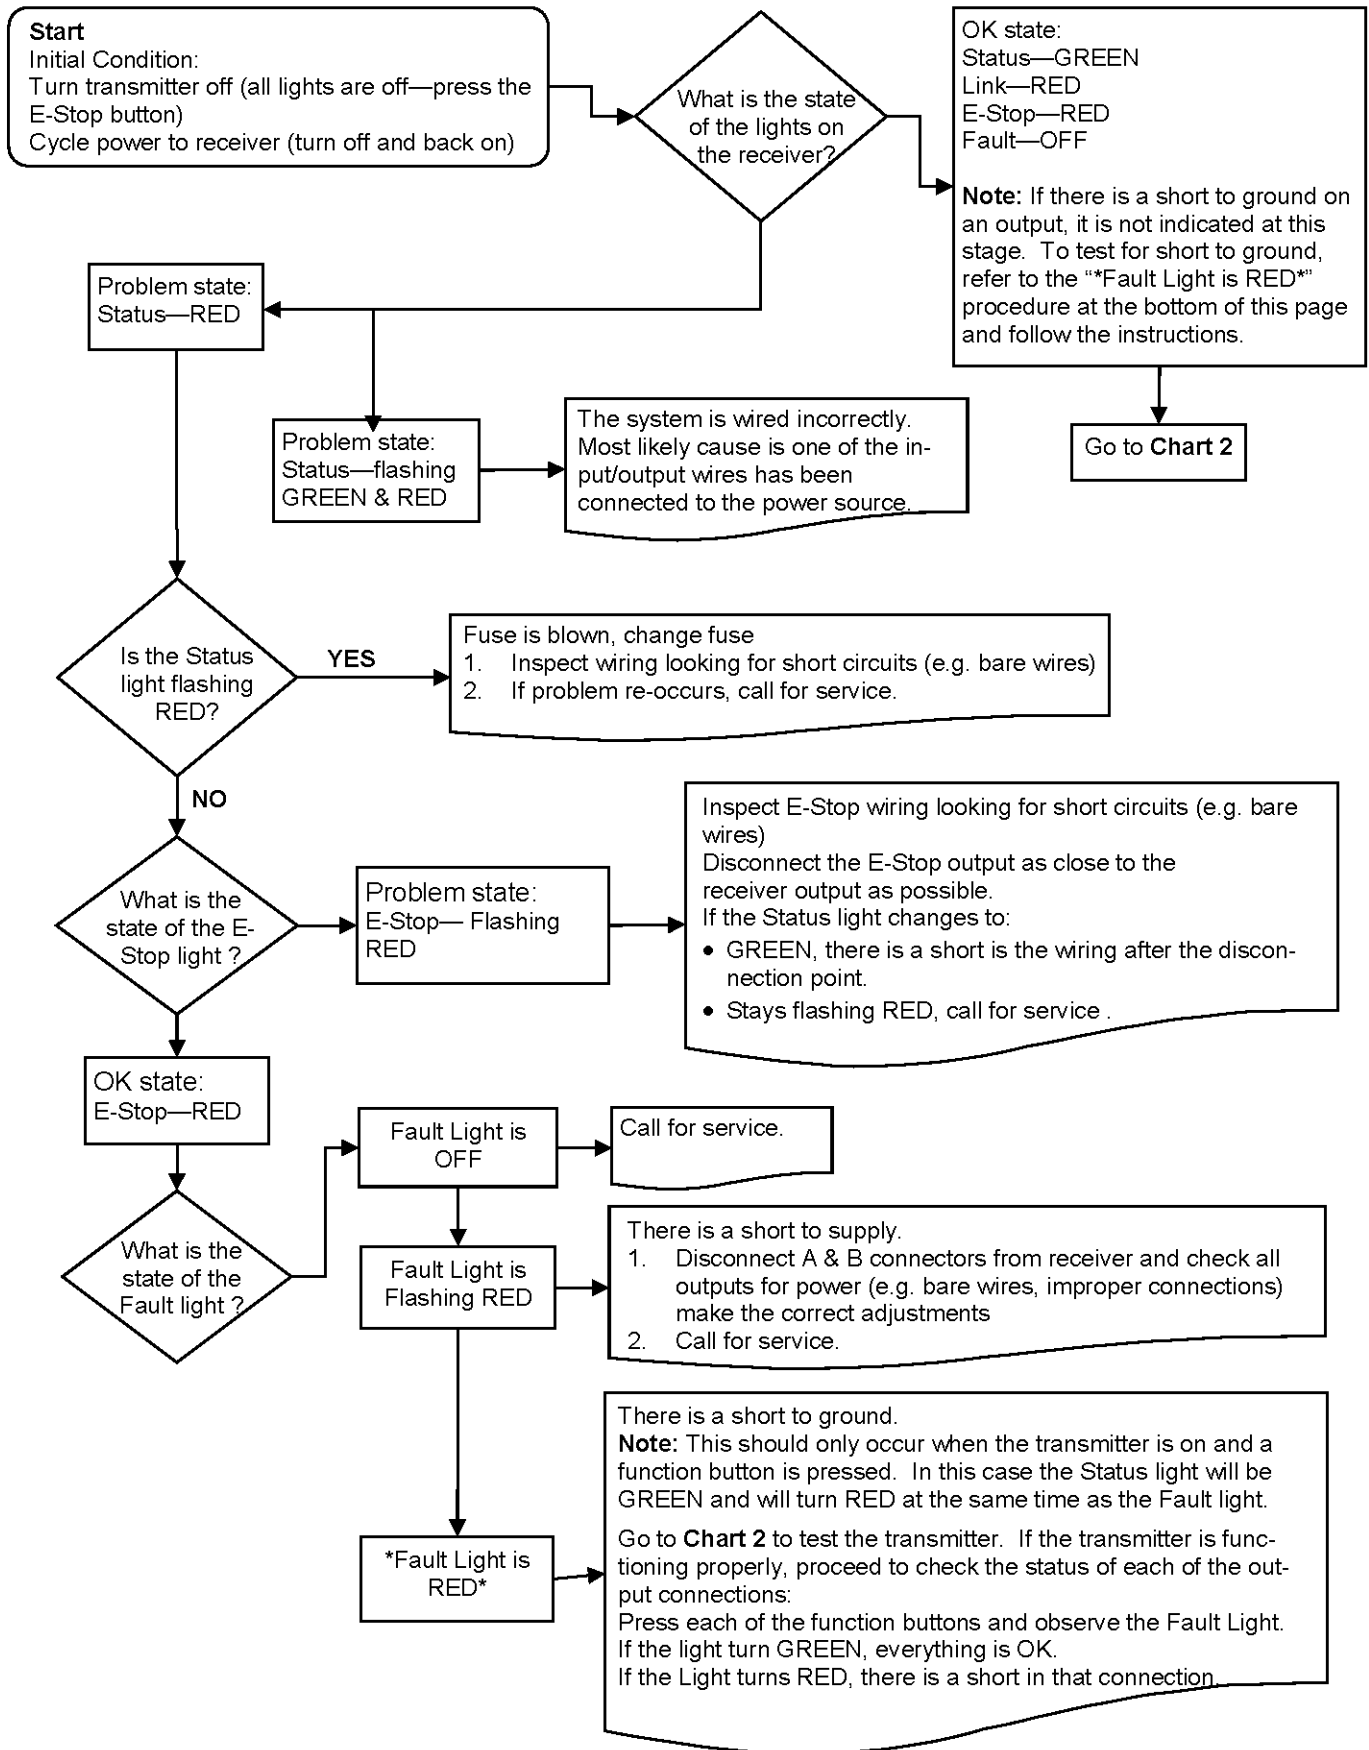 Start
Initial Condition:
Turn transmitter off (all lights are off—press the
E-Stop button)
Cycle power to receiver (turn off and back on)
What is the state
of the lights on
the receiver?
OK state:
Status—GREEN
Link—RED
E-Stop—RED
Fault—OFF
Note: If there is a short to ground on
an output, it is not indicated at this
stage. To test for short to ground,
refer to the “*Fault Light is RED*”
procedure at the bottom of this page
and follow the instructions.
Go to Chart 2
Problem state:
Status—RED
Problem state:
Status—flashing
GREEN & RED
The system is wired incorrectly.
Most likely cause is one of the in-
put/output wires has been
connected to the power source.
Is the Status
light flashing
RED?
YES
Fuse is blown, change fuse
1. Inspect wiring looking for short circuits (e.g. bare wires)
2. If problem re-occurs, call for service.
NO
What is the
state of the E-
Stop light ?
Problem state:
E-Stop— Flashing
RED
Inspect E-Stop wiring looking for short circuits (e.g. bare
wires)
Disconnect the E-Stop output as close to the
receiver output as possible.
If the Status light changes to:
• GREEN, there is a short is the wiring after the discon-
nection point.
• Stays flashing RED, call for service .
OK state:
E-Stop—RED
What is the
state of the
Fault light ?
Fault Light is
OFF
Call for service.
Fault Light is
Flashing RED
There is a short to supply.
1. Disconnect A & B connectors from receiver and check all
outputs for power (e.g. bare wires, improper connections)
make the correct adjustments
2. Call for service.
*Fault Light is
RED*
There is a short to ground.
Note: This should only occur when the transmitter is on and a
function button is pressed. In this case the Status light will be
GREEN and will turn RED at the same time as the Fault light.
Go to Chart 2 to test the transmitter. If the transmitter is func-
tioning properly, proceed to check the status of each of the out-
put connections:
Press each of the function buttons and observe the Fault Light.
If the light turn GREEN, everything is OK.
If the Light turns RED, there is a short in that connection.